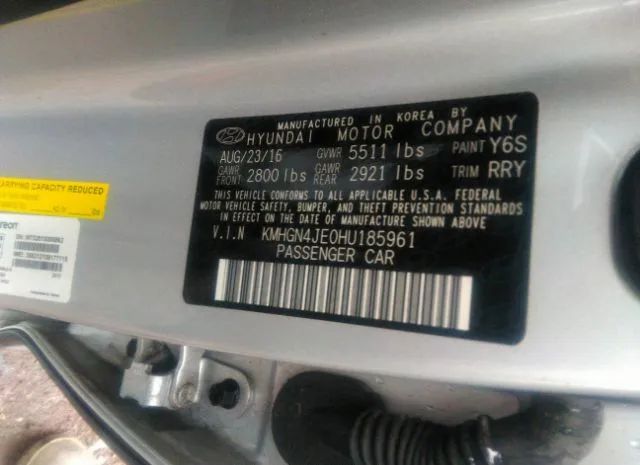 MANUFACTURED IN KOREA BY
HYUNDAI MOTOR COMPANY
AUG/23/16 GVWR 5511 lbs PAINT Y6S
GAWR FRONT 2800 lbs GAWR REAR 2921 lbs TRIM RRY
THIS VEHICLE CONFORMS TO ALL APPLICABLE U.S.A. FEDERAL
MOTOR VEHICLE SAFETY, BUMPER, AND THEFT PREVENTION STANDARDS
IN EFFECT ON THE DATE OF MANUFACTURE SHOWN ABOVE
V.I.N KMHGN4JE0HU185961
PASSENGER CAR
CARRYING CAPACITY REDUCED